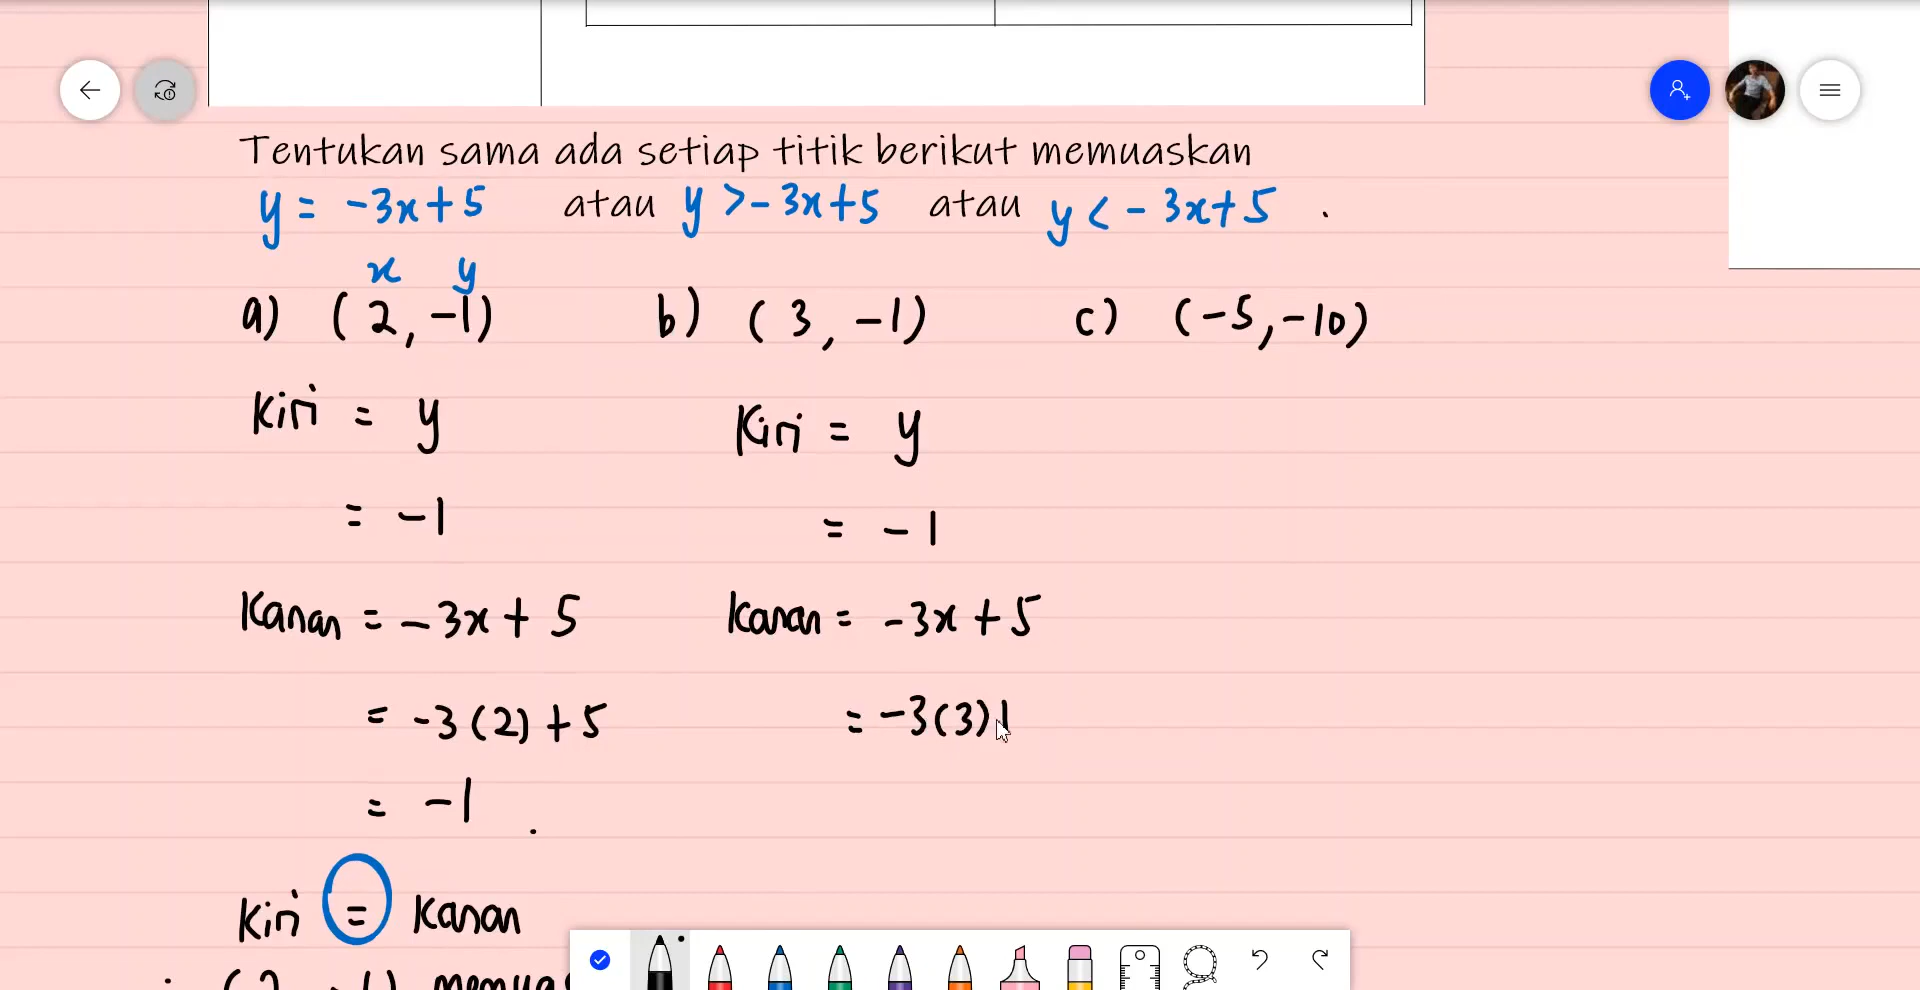 Tentukan sama ada setiap titik berikut memuaskan
y = -3x+5 atau y > -3x+5 atau y < -3x+5 .
x y
a) (2, -1) b) (3, -1) c) (-5, -10)
Kiri = y Kiri = y
= -1 = -1
Kanan = -3x + 5 Kanan = -3x + 5
= -3(2) + 5 = -3(3)
= -1 .
Kiri = Kanan